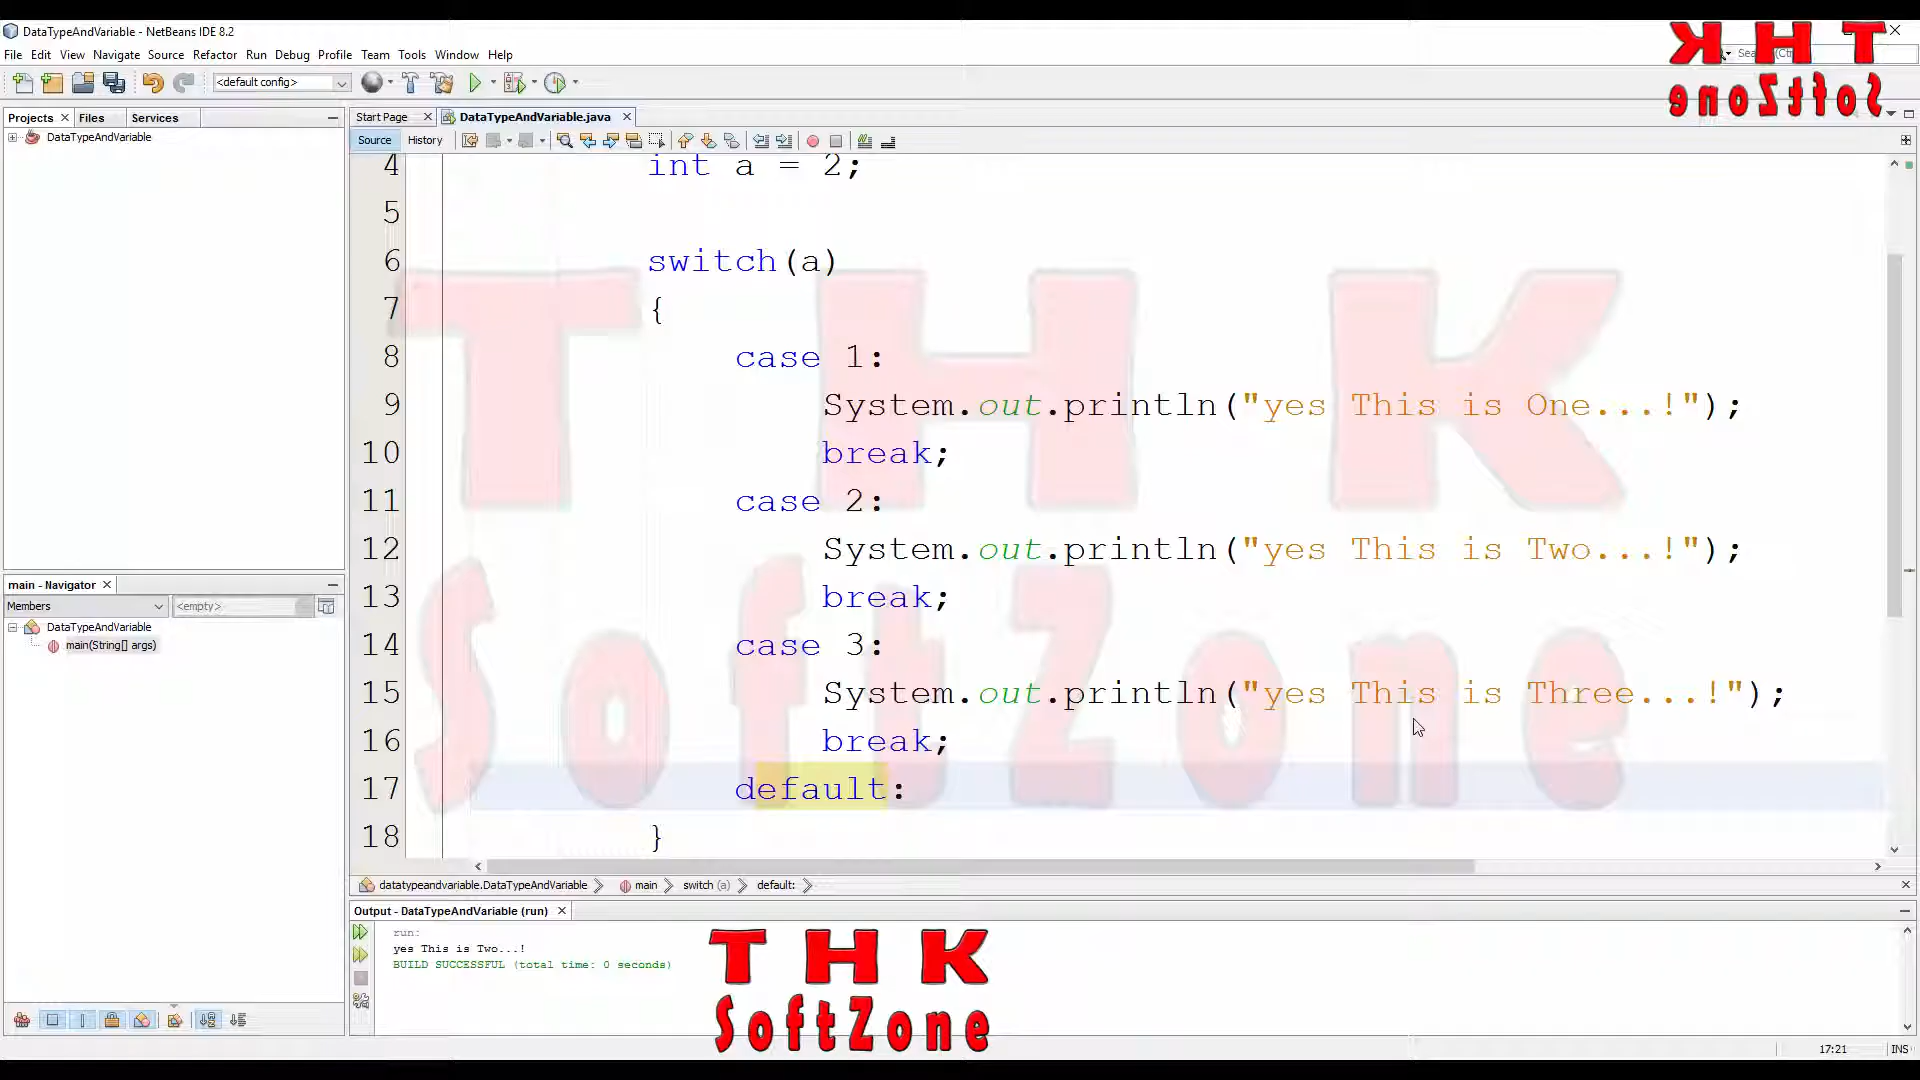 DataTypeAndVariable - NetBeans IDE 8.2
File Edit View Navigate Source Refactor Run Debug Profile Team Tools Window Help
THK
SoftZone
<default config>
Projects Files Services
Start Page DataTypeAndVariable.java
DataTypeAndVariable
Source History
4 int a = 2;
5
6 switch(a)
7 {
8 case 1:
9 System.out.println("yes This is One...!");
10 break;
11 case 2:
12 System.out.println("yes This is Two...!");
13 break;
14 case 3:
15 System.out.println("yes This is Three...!");
16 break;
17 default:
18 }
THK
SoftZone
main - Navigator
Members <empty>
DataTypeAndVariable
main(String[] args)
datatypeandvariable.DataTypeAndVariable main switch (a) default:
Output - DataTypeAndVariable (run)
run:
yes This is Two...!
BUILD SUCCESSFUL (total time: 0 seconds)
THK
SoftZone
17:21 INS